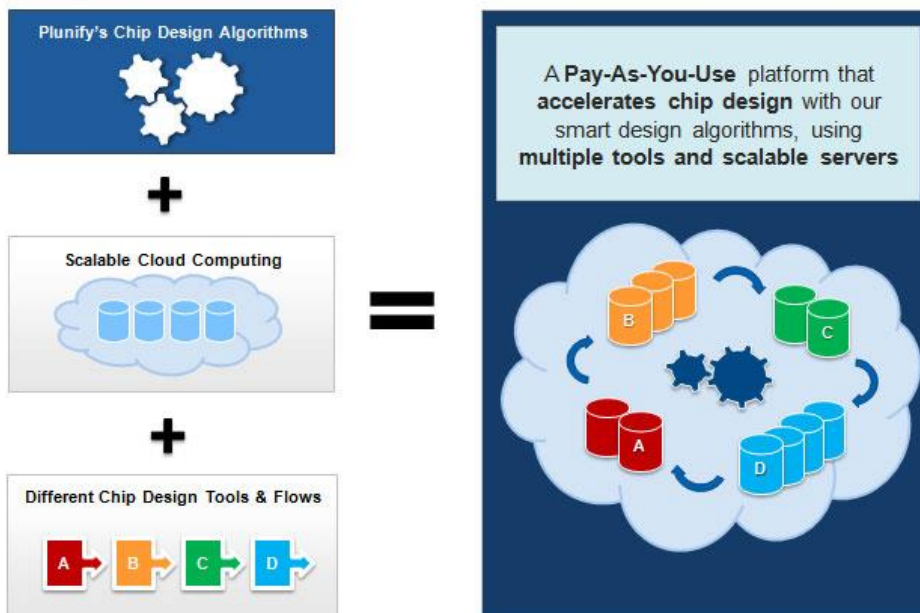 Plunify's Chip Design Algorithms
+
Scalable Cloud Computing
+
Different Chip Design Tools & Flows
A B C D
=
A Pay-As-You-Use platform that
accelerates chip design with our
smart design algorithms, using
multiple tools and scalable servers
B
C
A
D